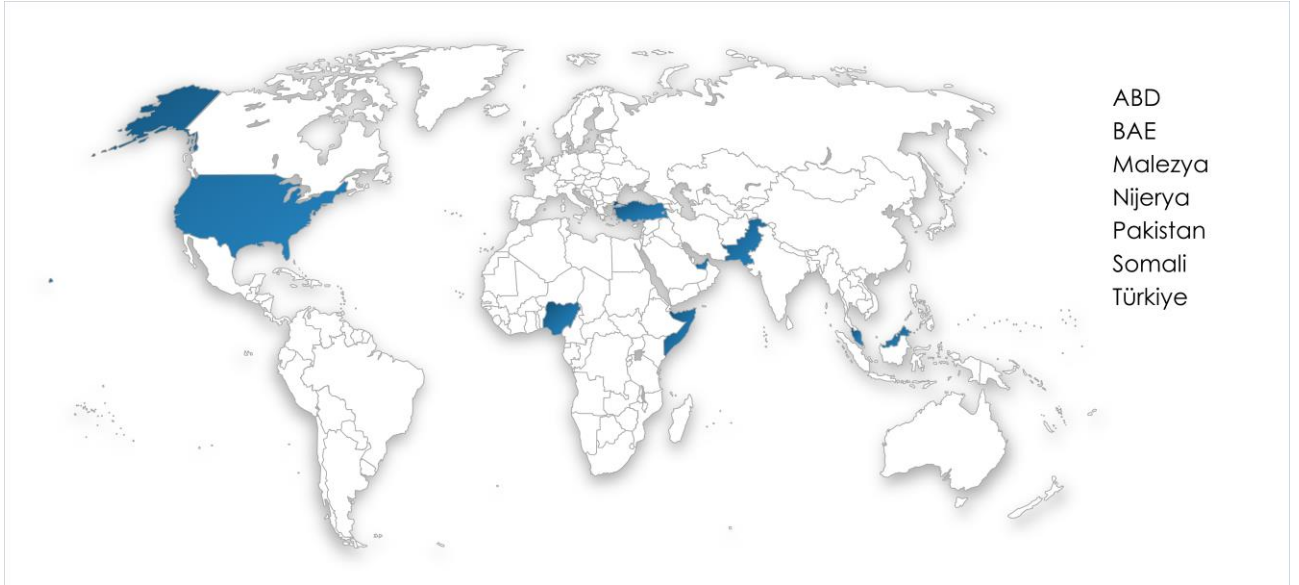 ABD
BAE
Malezya
Nijerya
Pakistan
Somali
Türkiye